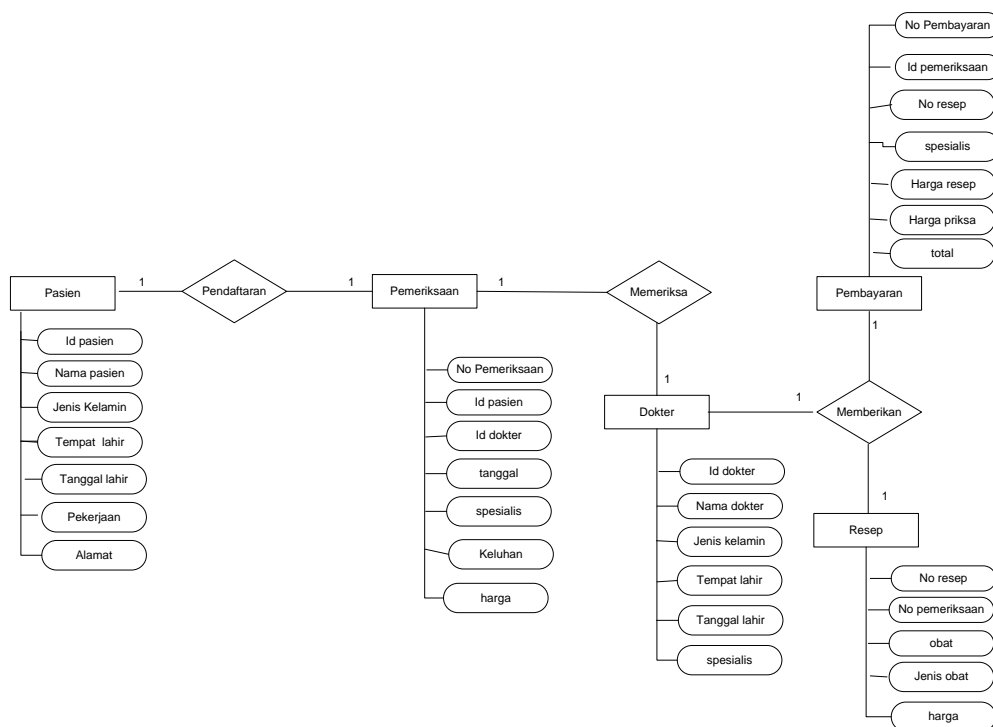 No Pembayaran
Id pemeriksaan
No resep
spesialis
Harga resep
Harga priksa
total
Pasien
1
Pendaftaran
1
Pemeriksaan
1
Memeriksa
Pembayaran
1
Id pasien
Nama pasien
Jenis Kelamin
Tempat lahir
Tanggal lahir
Pekerjaan
Alamat
No Pemeriksaan
Id pasien
Id dokter
tanggal
spesialis
Keluhan
harga
1
Dokter
1
Memberikan
1
Resep
Id dokter
Nama dokter
Jenis kelamin
Tempat lahir
Tanggal lahir
spesialis
No resep
No pemeriksaan
obat
Jenis obat
harga